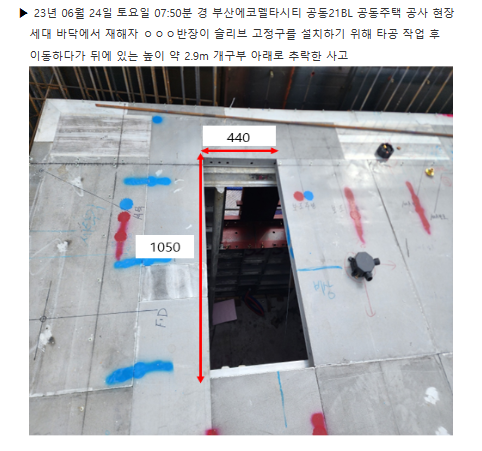 ▶ 23년 06월 24일 토요일 07:50분 경 부산에코델타시티 공동21BL 공동주택 공사 현장
세대 바닥에서 재해자 ㅇㅇㅇ반장이 슬리브 고정구를 설치하기 위해 타공 작업 후
이동하다가 뒤에 있는 높이 약 2.9m 개구부 아래로 추락한 사고
440
1050
F.D